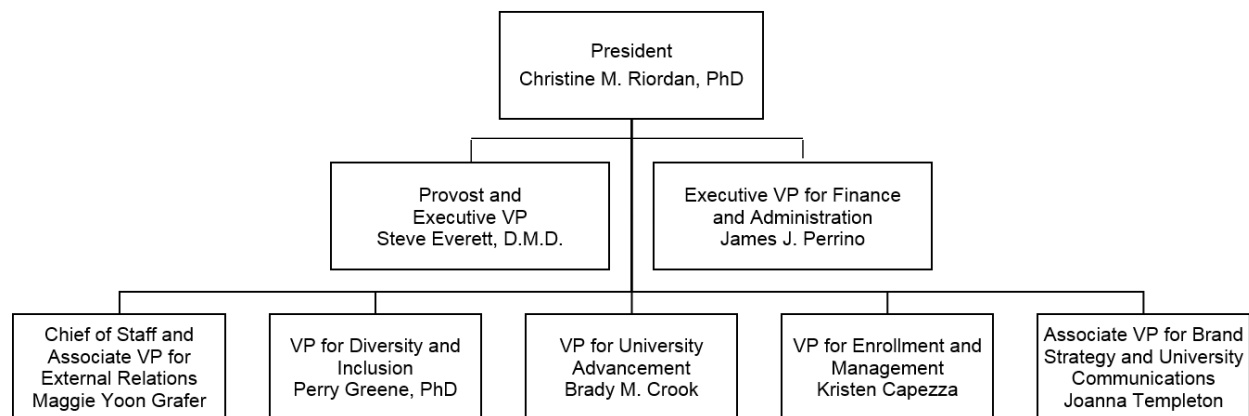 President
Christine M. Riordan, PhD
Provost and
Executive VP
Steve Everett, D.M.D.
Executive VP for Finance
and Administration
James J. Perrino
Chief of Staff and
Associate VP for
External Relations
Maggie Yoon Grafer
VP for Diversity and
Inclusion
Perry Greene, PhD
VP for University
Advancement
Brady M. Crook
VP for Enrollment and
Management
Kristen Capezza
Associate VP for Brand
Strategy and University
Communications
Joanna Templeton